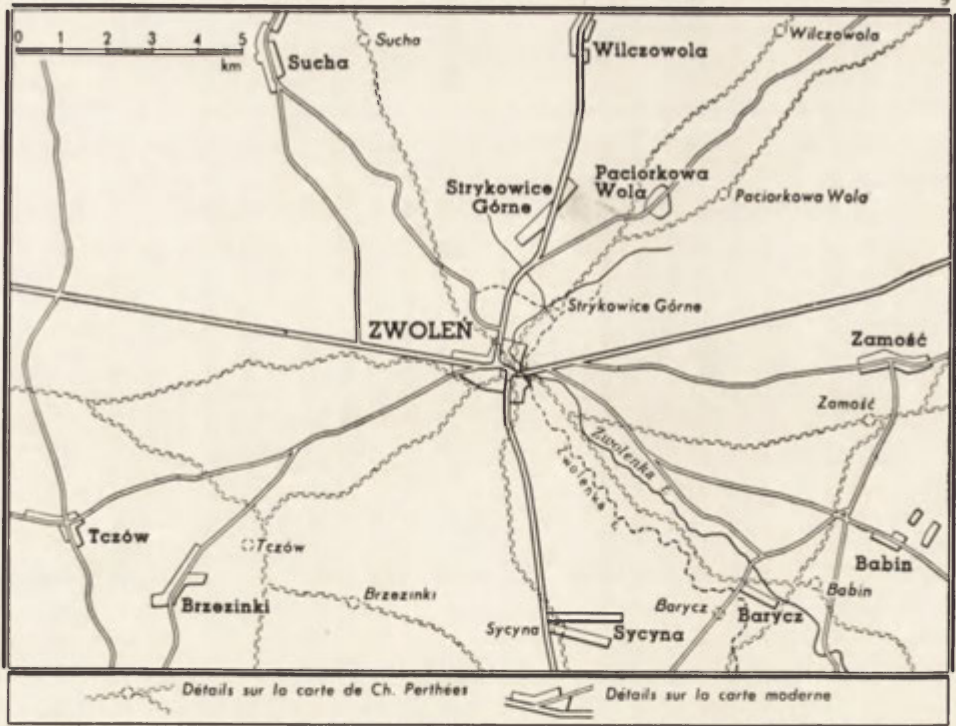 9
0 1 2 3 4 5
km
Sucha
Sucha
Wilczowola
Wilczowola
Strykowice
Górne
Paciorkowa
Wola
Paciorkowa Wola
Strykowice Górne
ZWOLEŃ
Zamość
Zamość
Zwolenka
Zwolenka
Tczów
Tczów
Brzezinki
Brzezinki
Sycyna
Sycyna
Barycz
Barycz
Babin
Babin
Détails sur la carte de Ch. Perthées
Détails sur la carte moderne